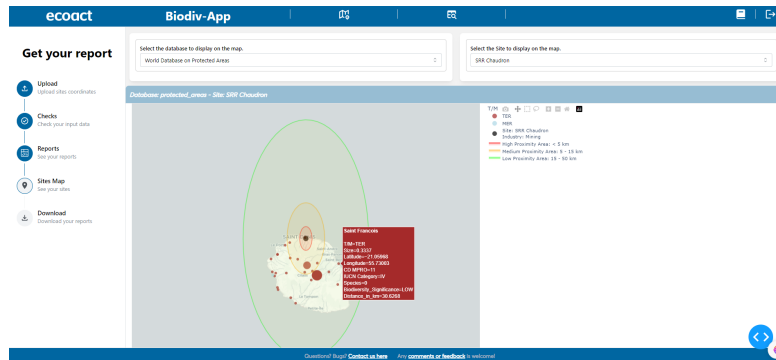 ecoact
Biodiv-App
Get your report
Select the database to display on the map.
World Database on Protected Areas
Select the Site to display on the map.
SRR Chaudron
Upload
Upload sites coordinates
Checks
Check your input data
Reports
See your reports
Sites Map
See your sites
Download
Download your reports
Database: protected_areas - Site: SRR Chaudron
T/M
TER
MER
Site: SRR Chaudron
Industry: Mining
High Proximity Area: < 5 km
Medium Proximity Area: 5 - 15 km
Low Proximity Area: 15 - 50 km
Saint Francois
T/M=TER
Size=0.3337
Latitude=-21.05968
Longitude=55.73003
CD MPRO=11
IUCN Category=IV
Species=0
Biodiversity_Significance=LOW
Distance_in_km=30.6268
Questions? Bugs? Contact us here Any comments or feedback is welcome!